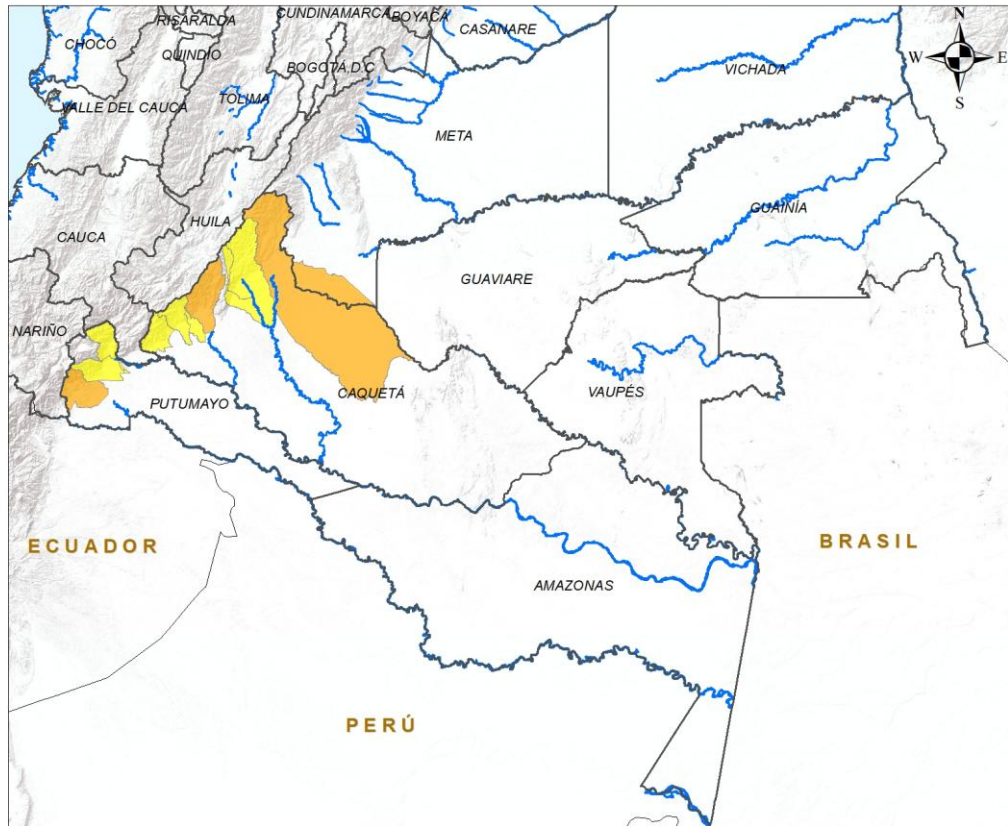 CUNDINAMARCA
BOYACÁ
RISARALDA
CASANARE
N
CHOCÓ
QUINDÍO
W
E
BOGOTÁ D.C
VICHADA
TOLIMA
VALLE DEL CAUCA
S
META
GUAINÍA
HUILA
CAUCA
GUAVIARE
NARIÑO
VAUPÉS
CAQUETÁ
PUTUMAYO
BRASIL
ECUADOR
AMAZONAS
PERÚ